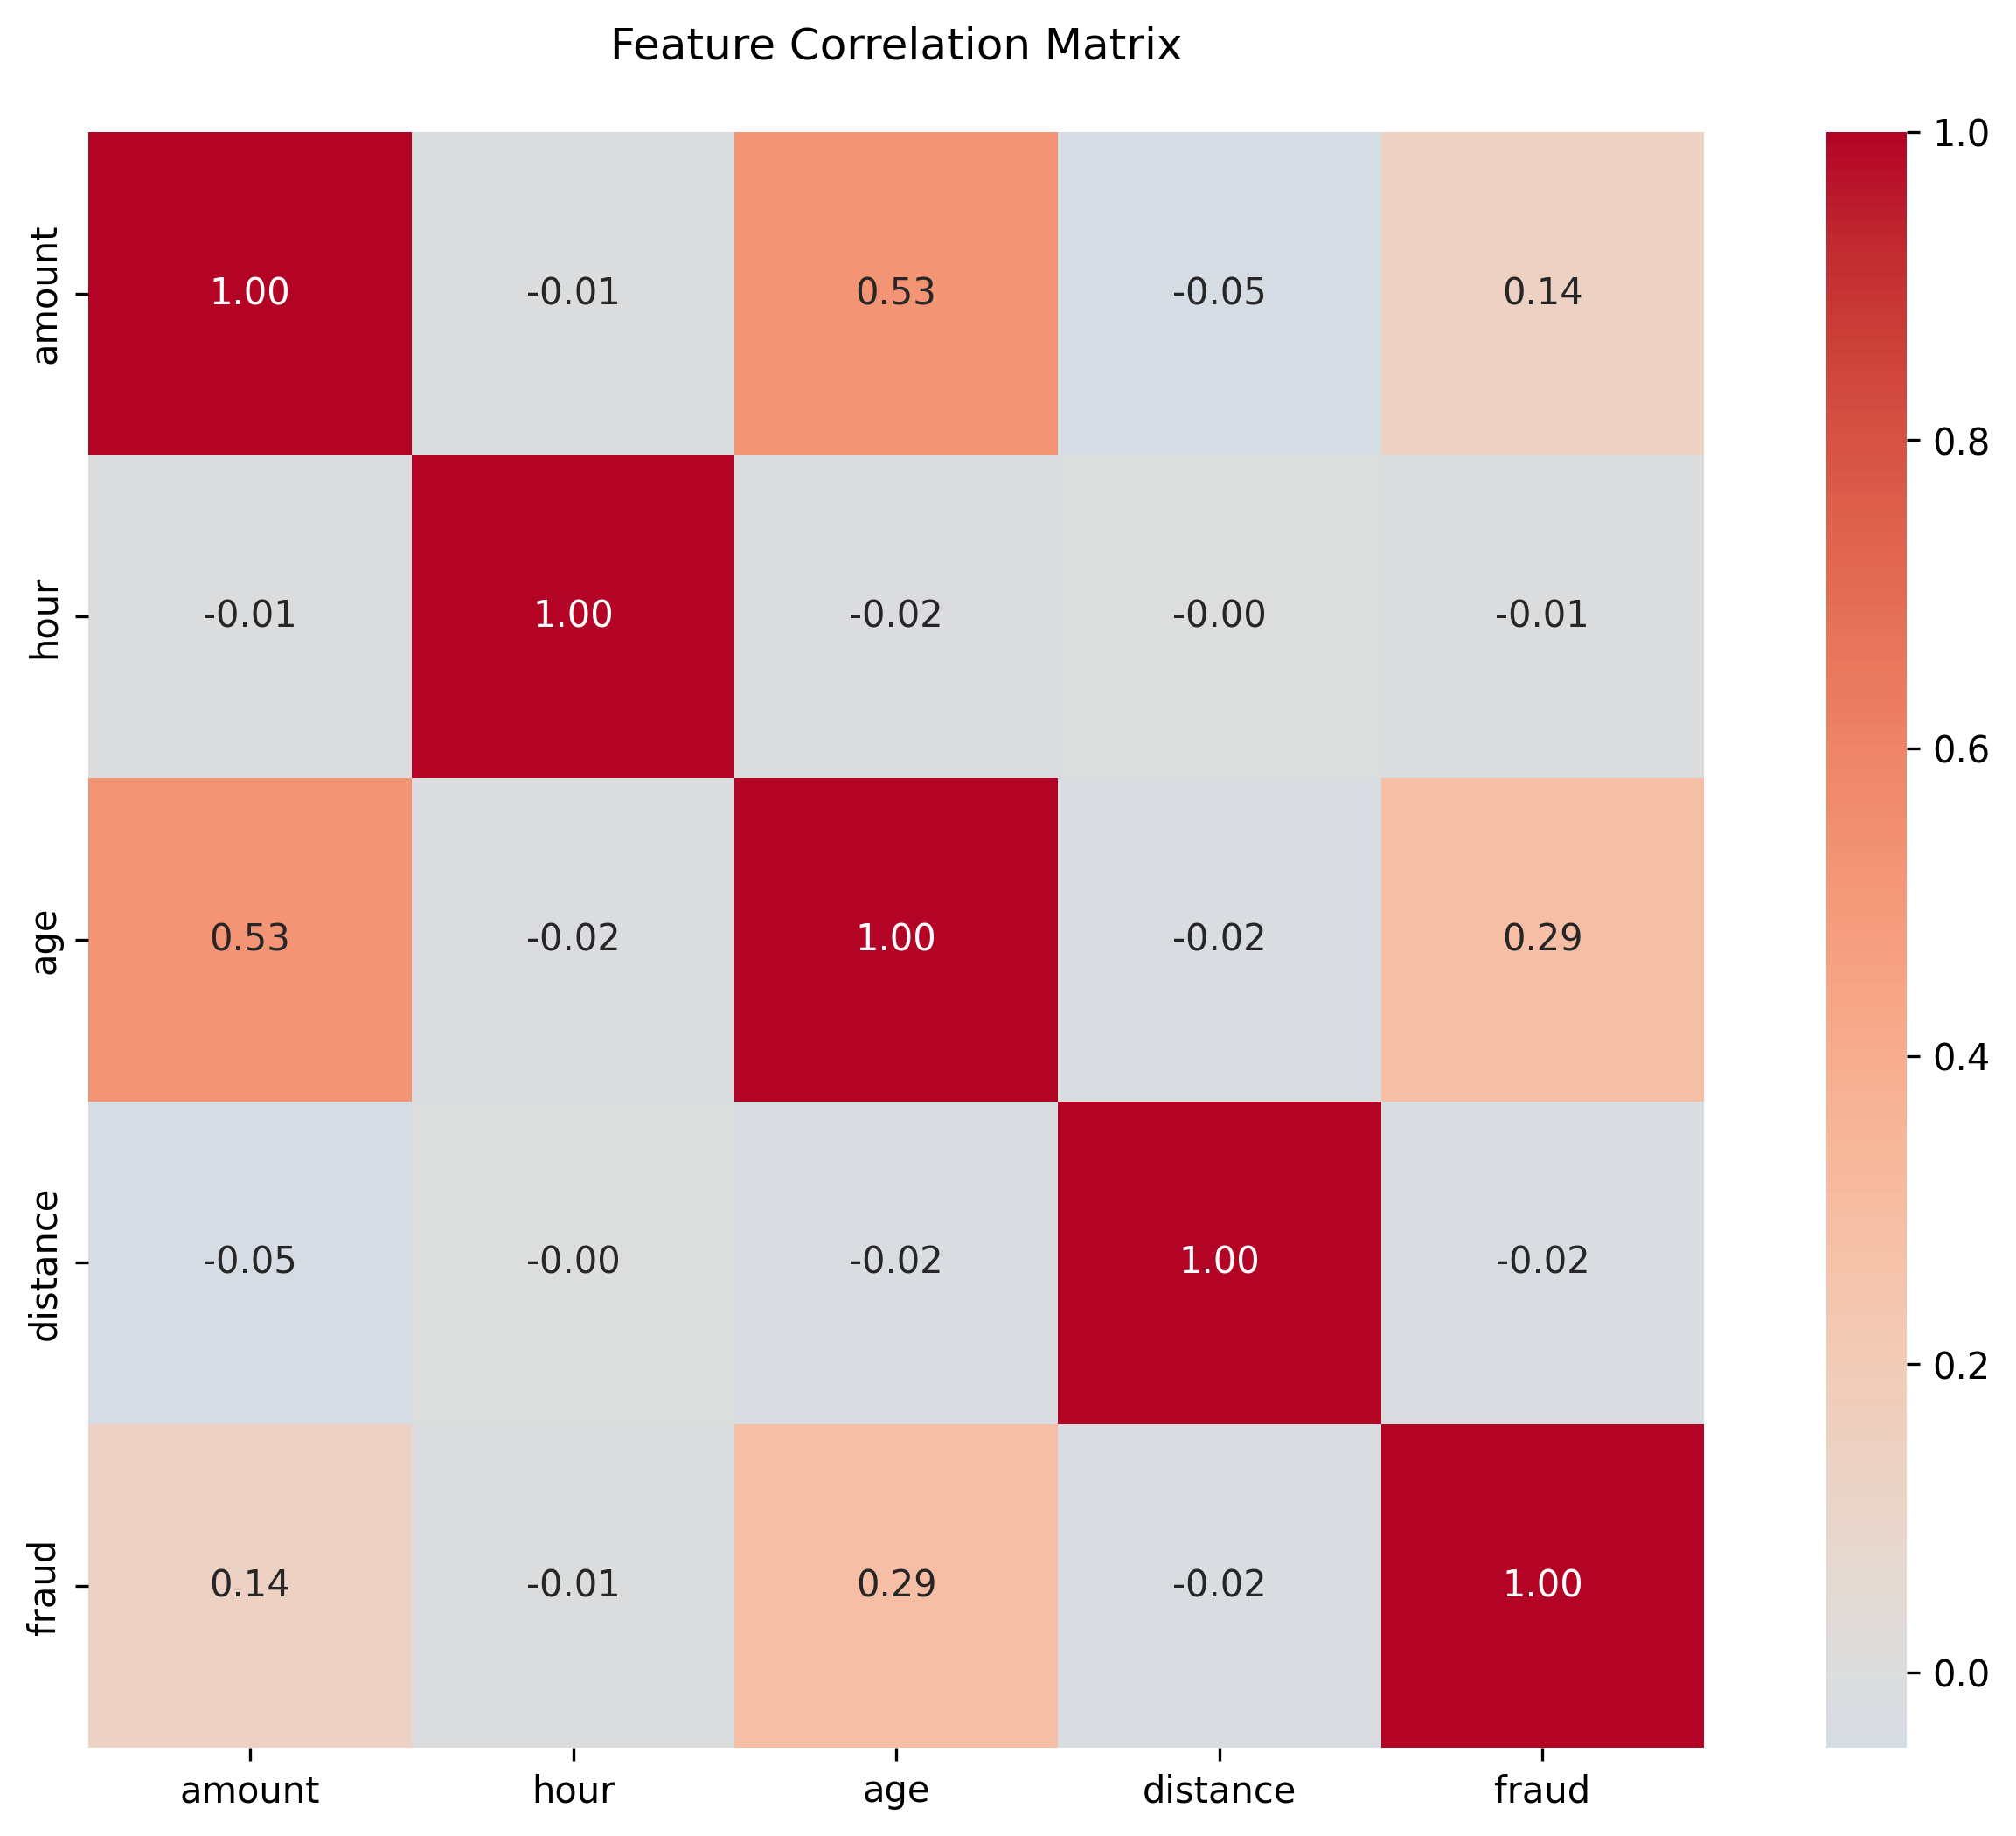 Feature Correlation Matrix
amount 1.00 -0.01 0.53 -0.05 0.14
hour -0.01 1.00 -0.02 -0.00 -0.01
age 0.53 -0.02 1.00 -0.02 0.29
distance -0.05 -0.00 -0.02 1.00 -0.02
fraud 0.14 -0.01 0.29 -0.02 1.00
amount hour age distance fraud
1.0
0.8
0.6
0.4
0.2
0.0